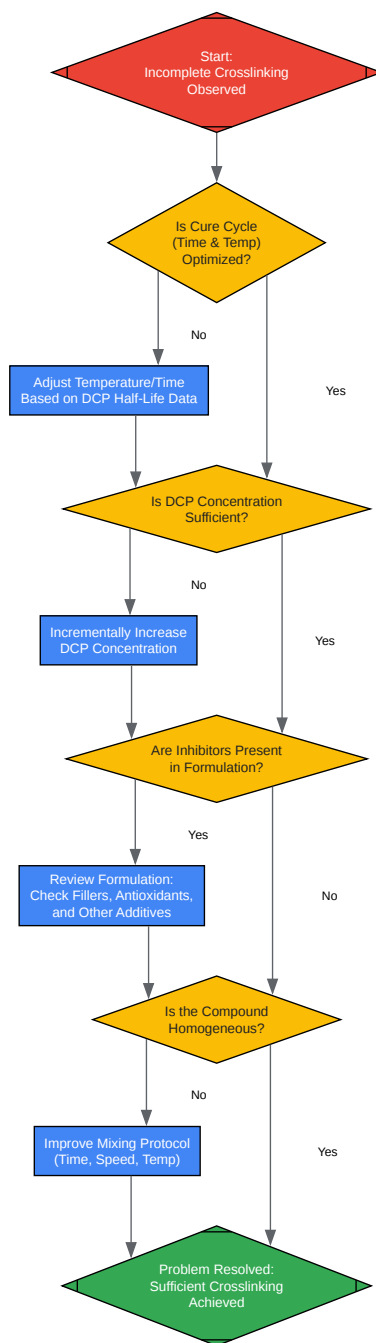 Start:
Incomplete Crosslinking
Observed
Is Cure Cycle
(Time & Temp)
Optimized?
No
Adjust Temperature/Time
Based on DCP Half-Life Data
Yes
Is DCP Concentration
Sufficient?
No
Incrementally Increase
DCP Concentration
Yes
Are Inhibitors Present
in Formulation?
Yes
Review Formulation:
Check Fillers, Antioxidants,
and Other Additives
No
Is the Compound
Homogeneous?
No
Improve Mixing Protocol
(Time, Speed, Temp)
Yes
Problem Resolved:
Sufficient Crosslinking
Achieved